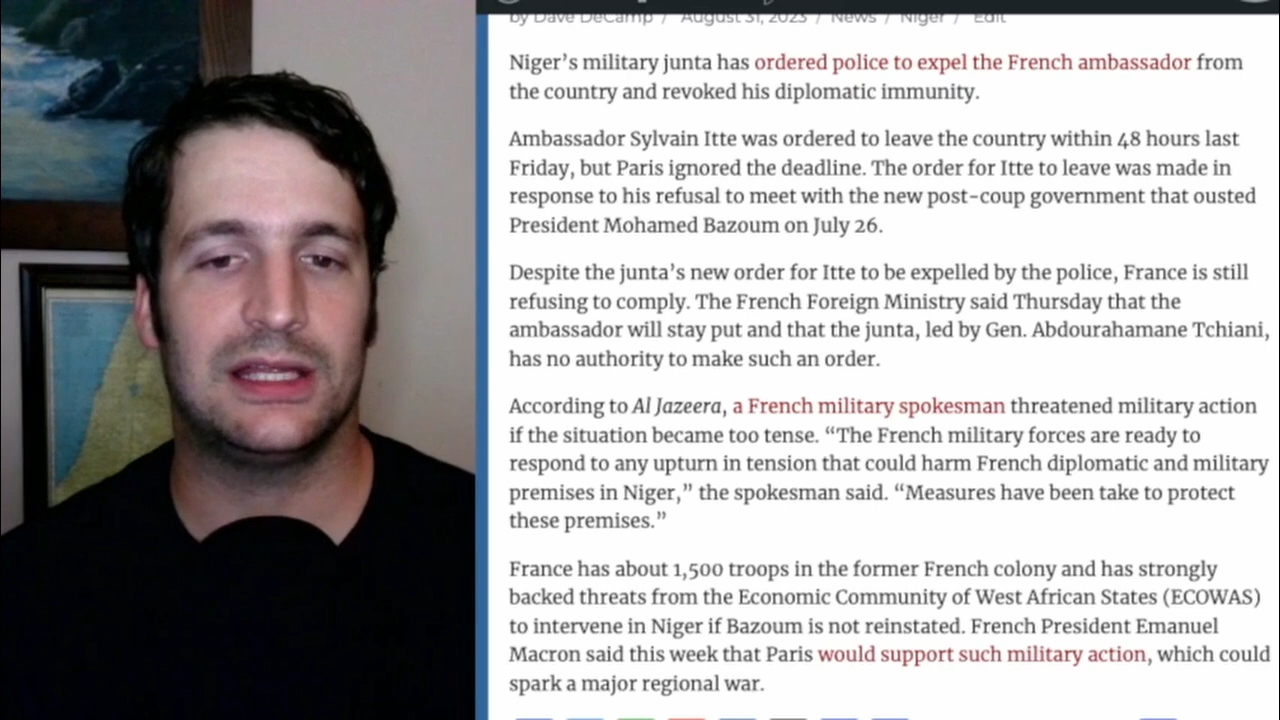 by Dave DeCamp / August 31, 2023 / News / Niger / Edit
Niger’s military junta has ordered police to expel the French ambassador from
the country and revoked his diplomatic immunity.
Ambassador Sylvain Itte was ordered to leave the country within 48 hours last
Friday, but Paris ignored the deadline. The order for Itte to leave was made in
response to his refusal to meet with the new post-coup government that ousted
President Mohamed Bazoum on July 26.
Despite the junta’s new order for Itte to be expelled by the police, France is still
refusing to comply. The French Foreign Ministry said Thursday that the
ambassador will stay put and that the junta, led by Gen. Abdourahamane Tchiani,
has no authority to make such an order.
According to Al Jazeera, a French military spokesman threatened military action
if the situation became too tense. “The French military forces are ready to
respond to any upturn in tension that could harm French diplomatic and military
premises in Niger,” the spokesman said. “Measures have been take to protect
these premises.”
France has about 1,500 troops in the former French colony and has strongly
backed threats from the Economic Community of West African States (ECOWAS)
to intervene in Niger if Bazoum is not reinstated. French President Emanuel
Macron said this week that Paris would support such military action, which could
spark a major regional war.